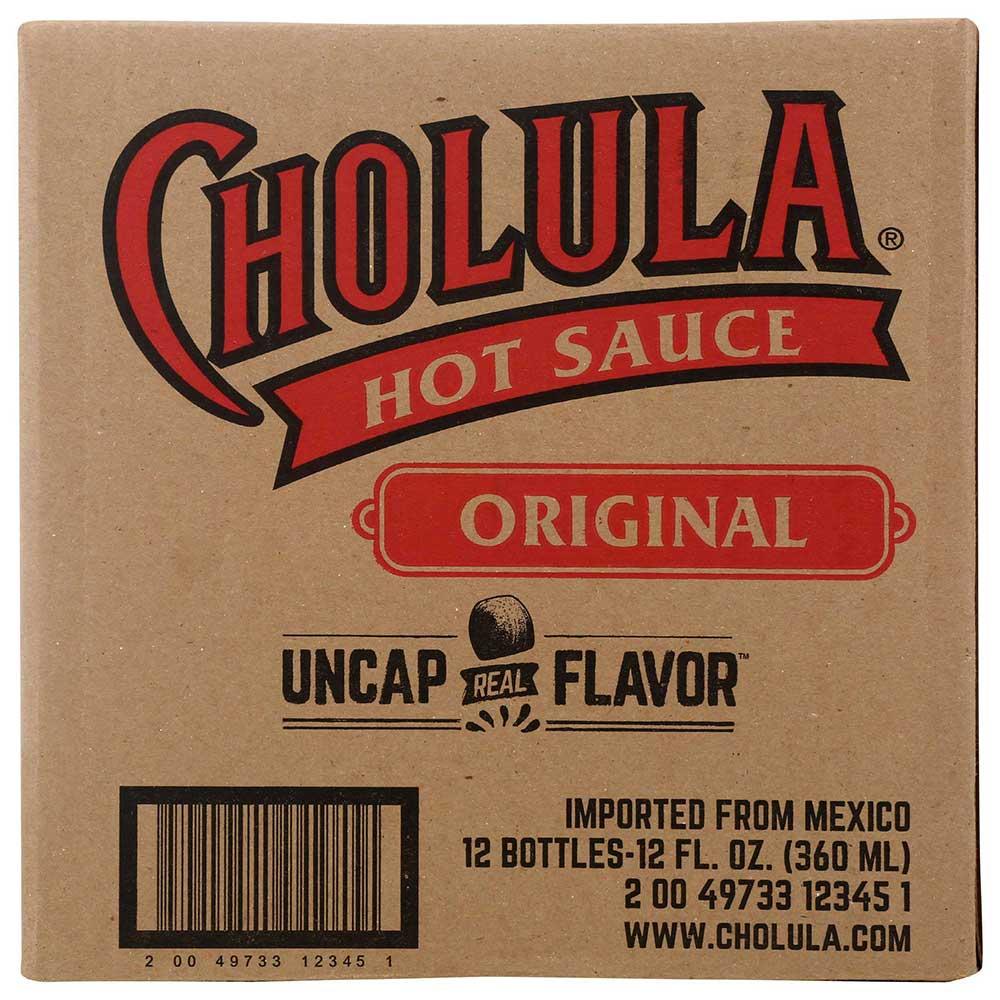 CHOLULA®
HOT SAUCE
ORIGINAL
UNCAP REAL FLAVOR™
IMPORTED FROM MEXICO
12 BOTTLES-12 FL. OZ. (360 ML)
2 00 49733 12345 1
WWW.CHOLULA.COM
2 00 49733 12345 1